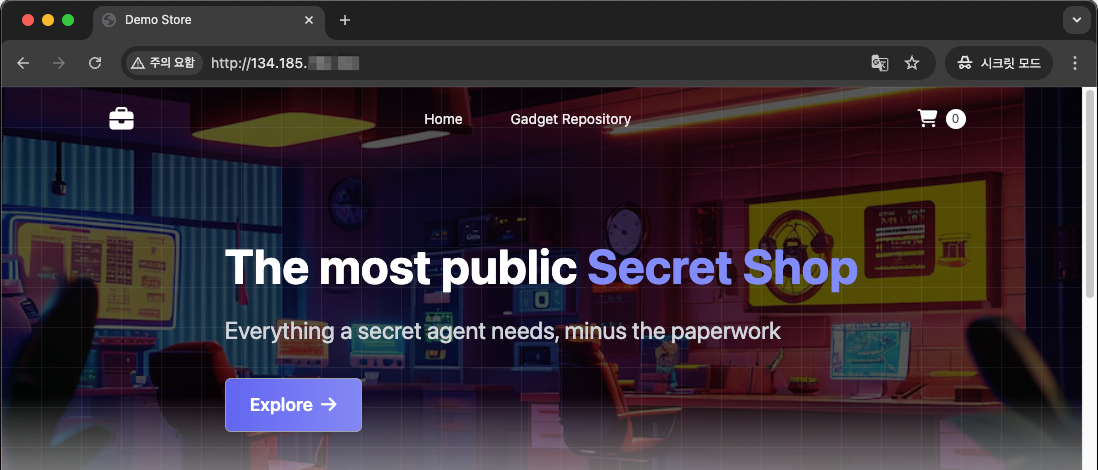 Demo Store
주의 요함
http://134.185.
시크릿 모드
Home
Gadget Repository
0
The most public Secret Shop
Everything a secret agent needs, minus the paperwork
Explore →